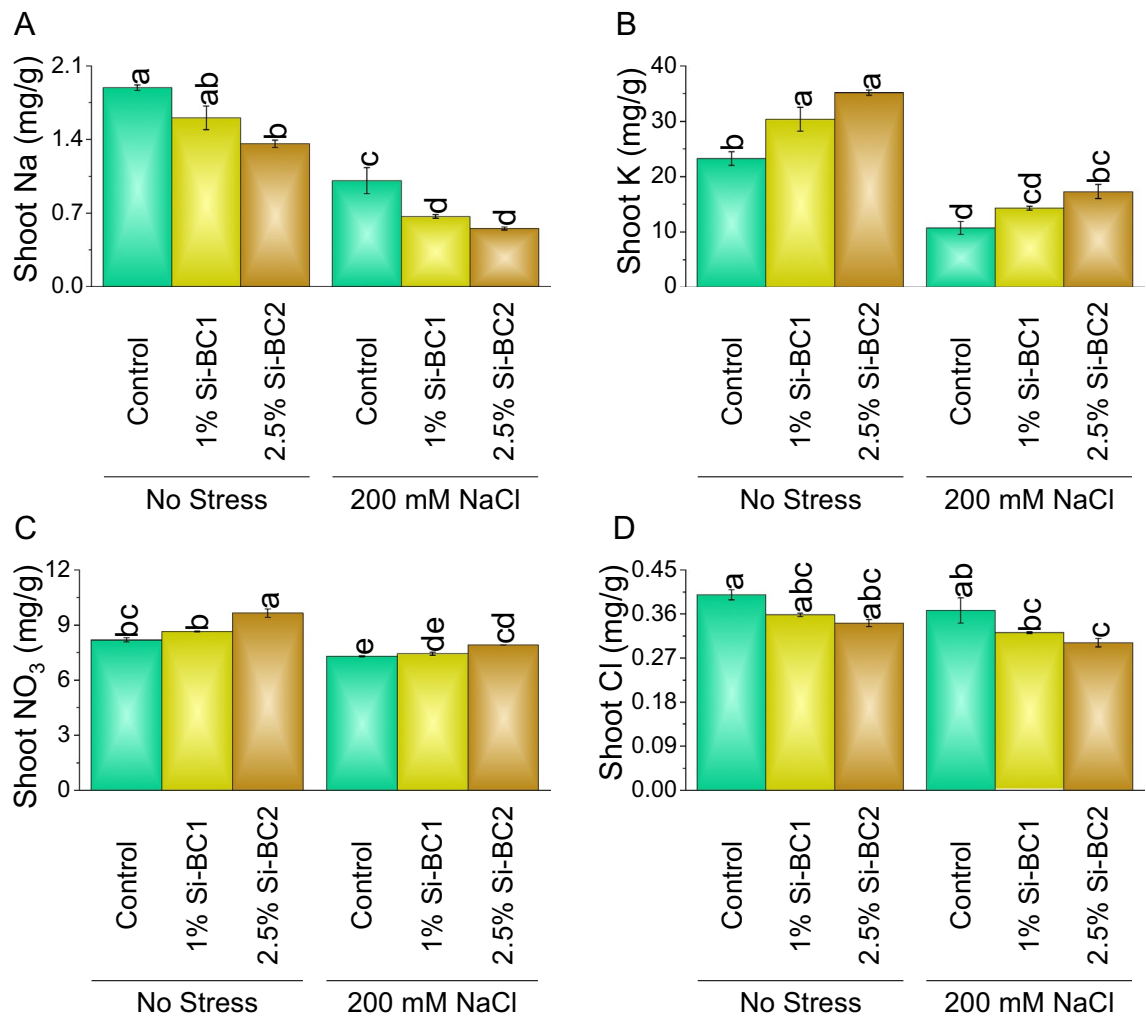 A
Shoot Na (mg/g)
2.1
1.4
0.7
0.0
a
ab
b
c
d
d
Control
1% Si-BC1
2.5% Si-BC2
Control
1% Si-BC1
2.5% Si-BC2
No Stress
200 mM NaCl
B
Shoot K (mg/g)
40
30
20
10
0
b
a
a
d
cd
bc
Control
1% Si-BC1
2.5% Si-BC2
Control
1% Si-BC1
2.5% Si-BC2
No Stress
200 mM NaCl
C
Shoot NO₃ (mg/g)
12
9
6
3
0
bc
b
a
e
de
cd
Control
1% Si-BC1
2.5% Si-BC2
Control
1% Si-BC1
2.5% Si-BC2
No Stress
200 mM NaCl
D
Shoot Cl (mg/g)
0.45
0.36
0.27
0.18
0.09
0.00
a
abc
abc
ab
bc
c
Control
1% Si-BC1
2.5% Si-BC2
Control
1% Si-BC1
2.5% Si-BC2
No Stress
200 mM NaCl